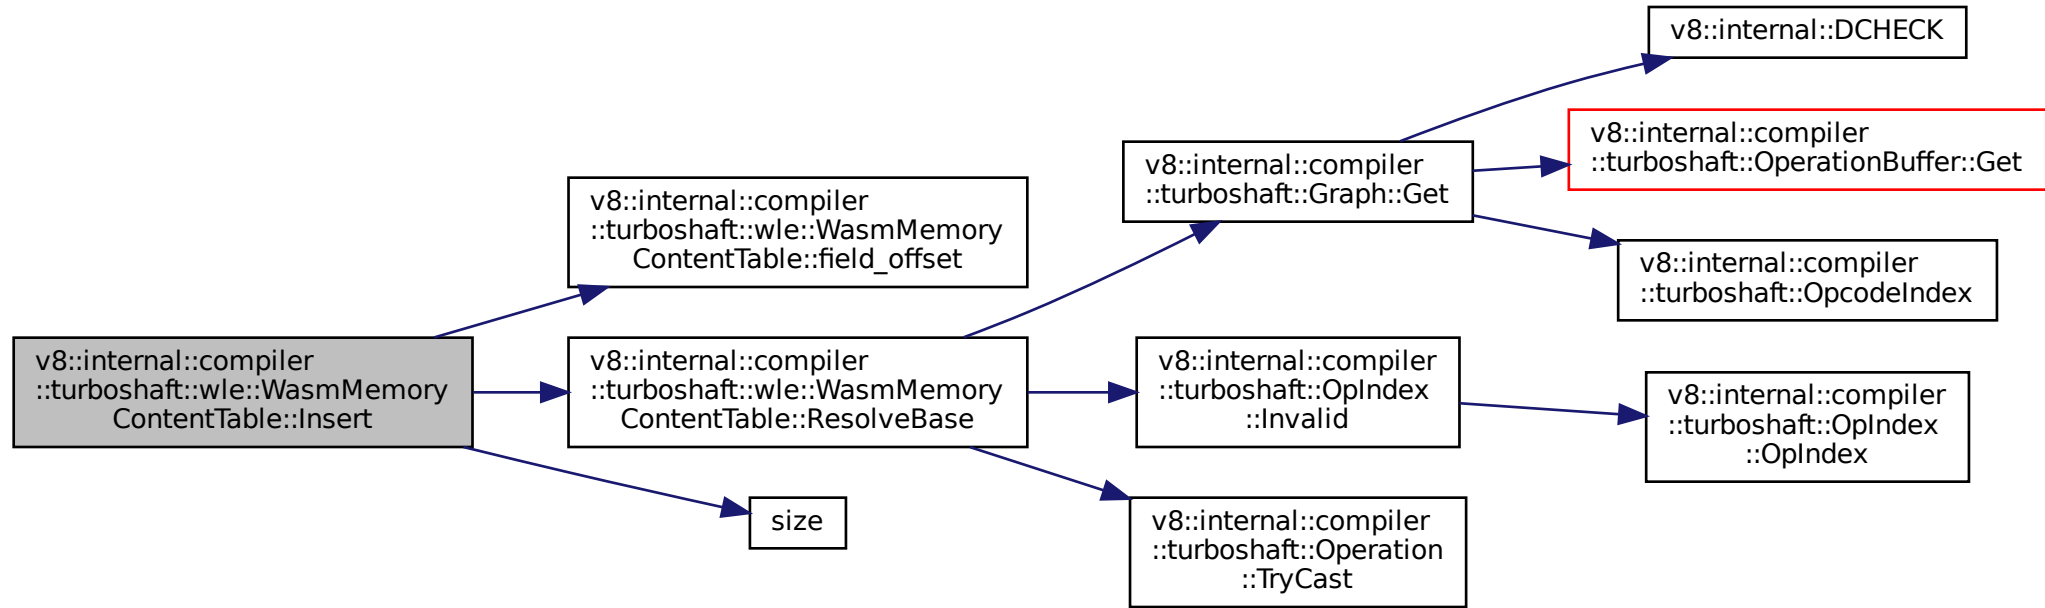 v8::internal::compiler
::turboshaft::wle::WasmMemory
ContentTable::Insert
v8::internal::compiler
::turboshaft::wle::WasmMemory
ContentTable::field_offset
v8::internal::compiler
::turboshaft::wle::WasmMemory
ContentTable::ResolveBase
size
v8::internal::compiler
::turboshaft::Graph::Get
v8::internal::compiler
::turboshaft::OpIndex
::Invalid
v8::internal::compiler
::turboshaft::Operation
::TryCast
v8::internal::DCHECK
v8::internal::compiler
::turboshaft::OperationBuffer::Get
v8::internal::compiler
::turboshaft::OpcodeIndex
v8::internal::compiler
::turboshaft::OpIndex
::OpIndex